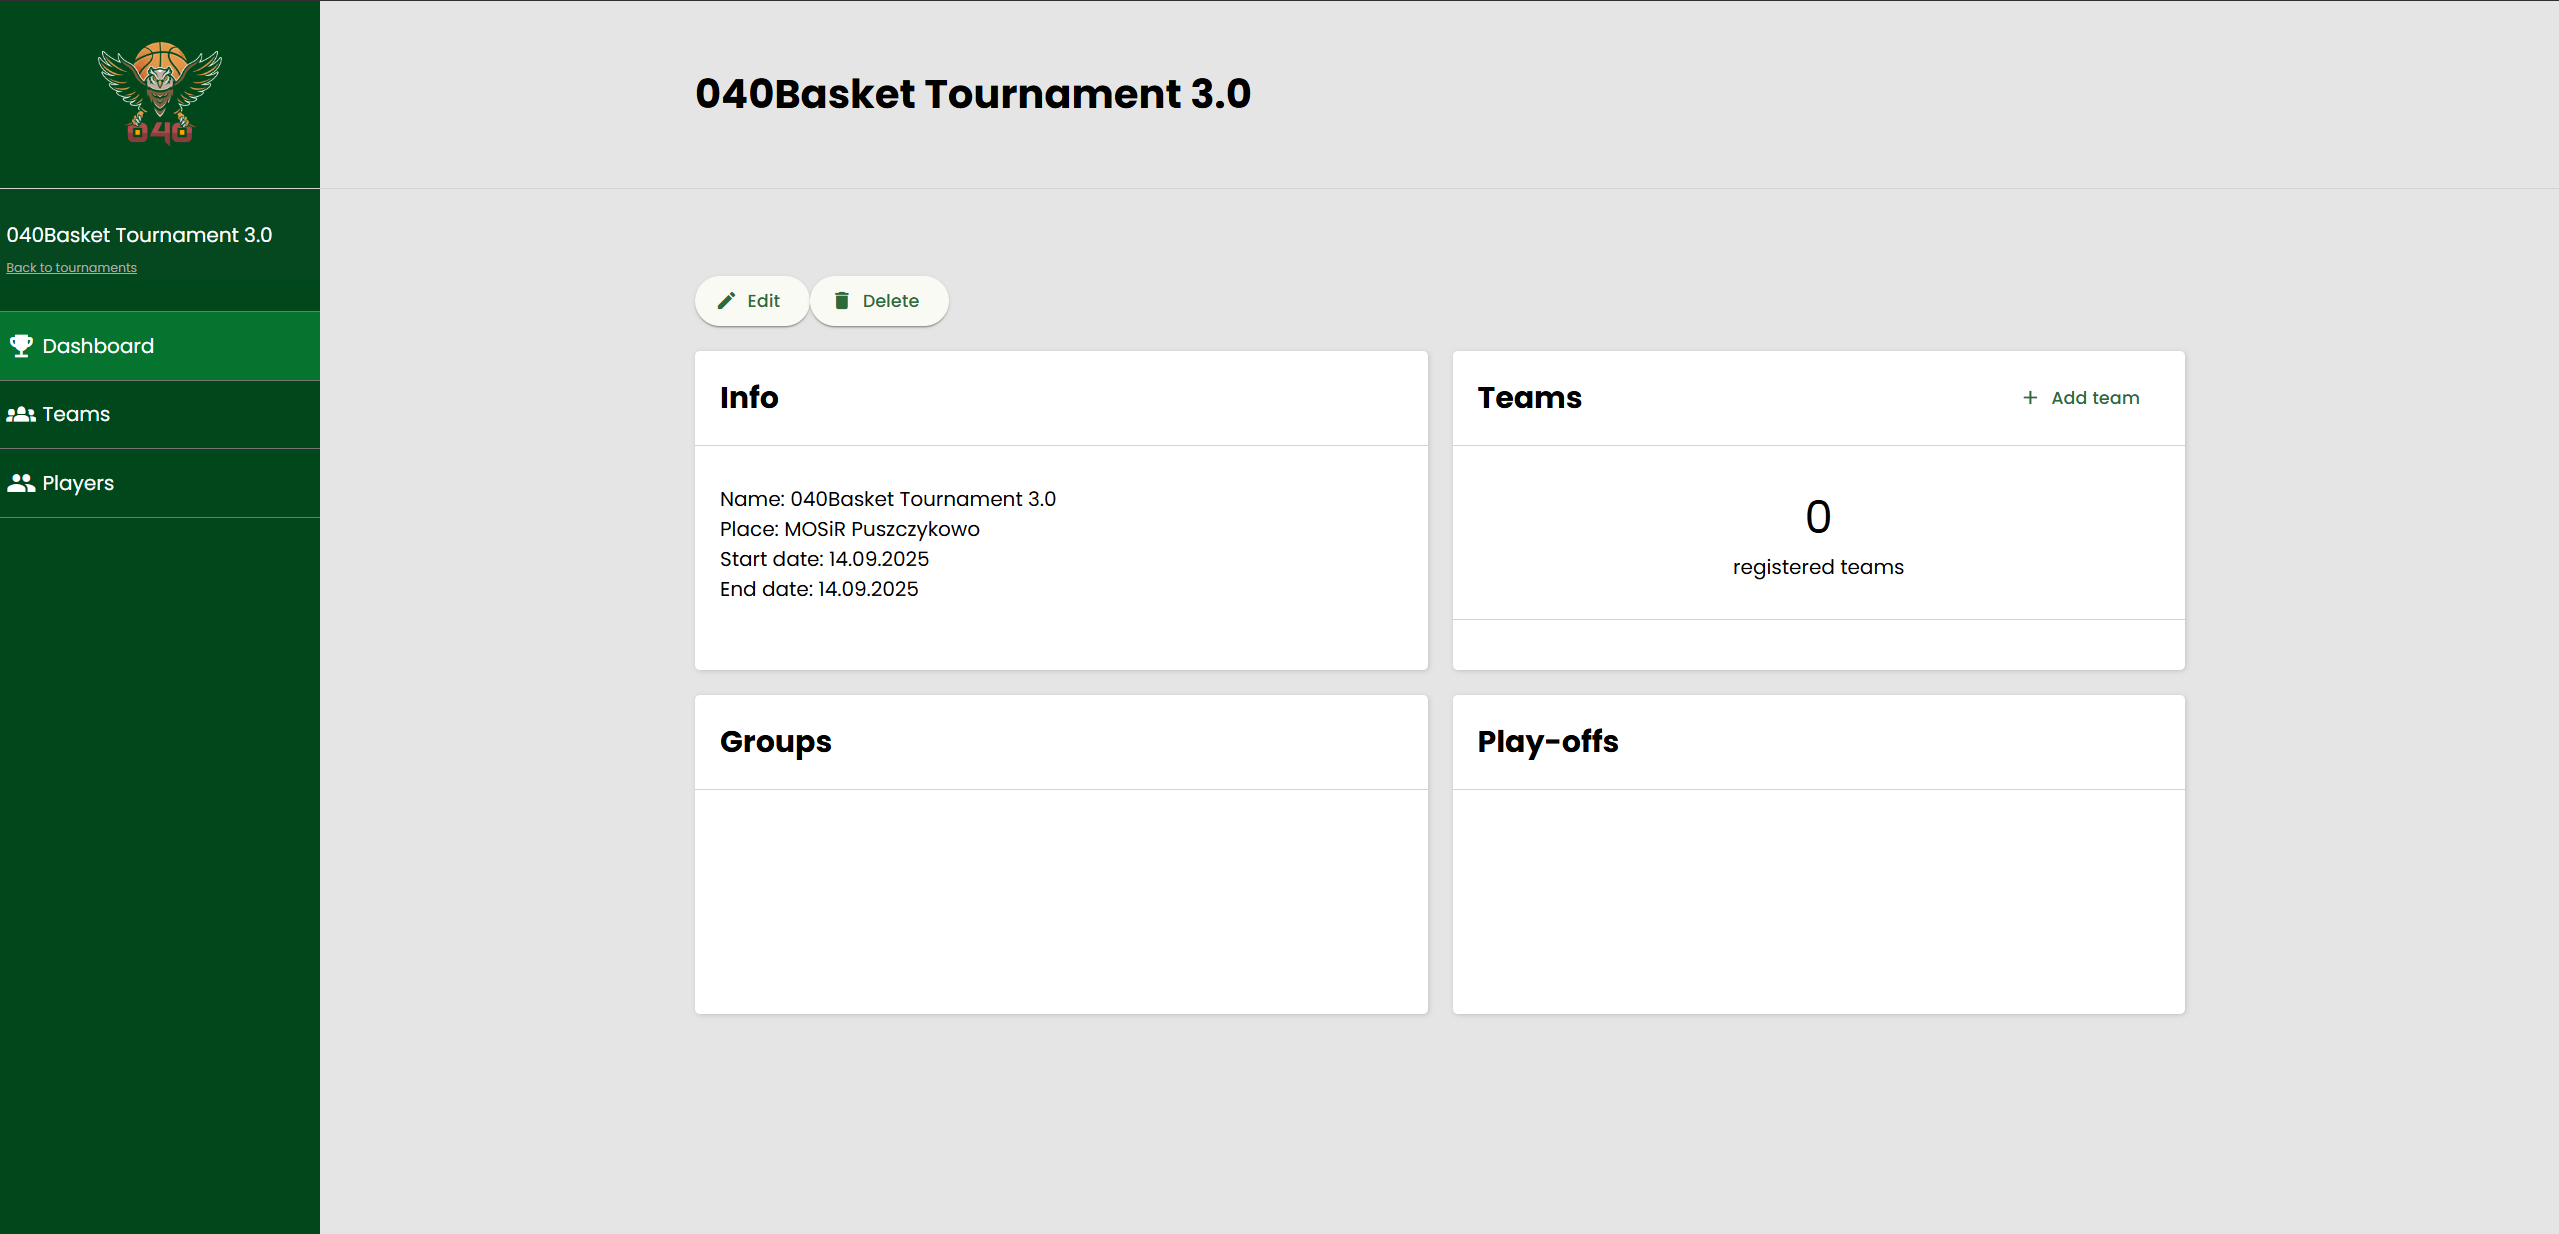 040
040Basket Tournament 3.0
040Basket Tournament 3.0
Back to tournaments
Dashboard
Teams
Players
Edit
Delete
Info
Name: 040Basket Tournament 3.0
Place: MOSiR Puszczykowo
Start date: 14.09.2025
End date: 14.09.2025
Teams
+ Add team
0
registered teams
Groups
Play-offs